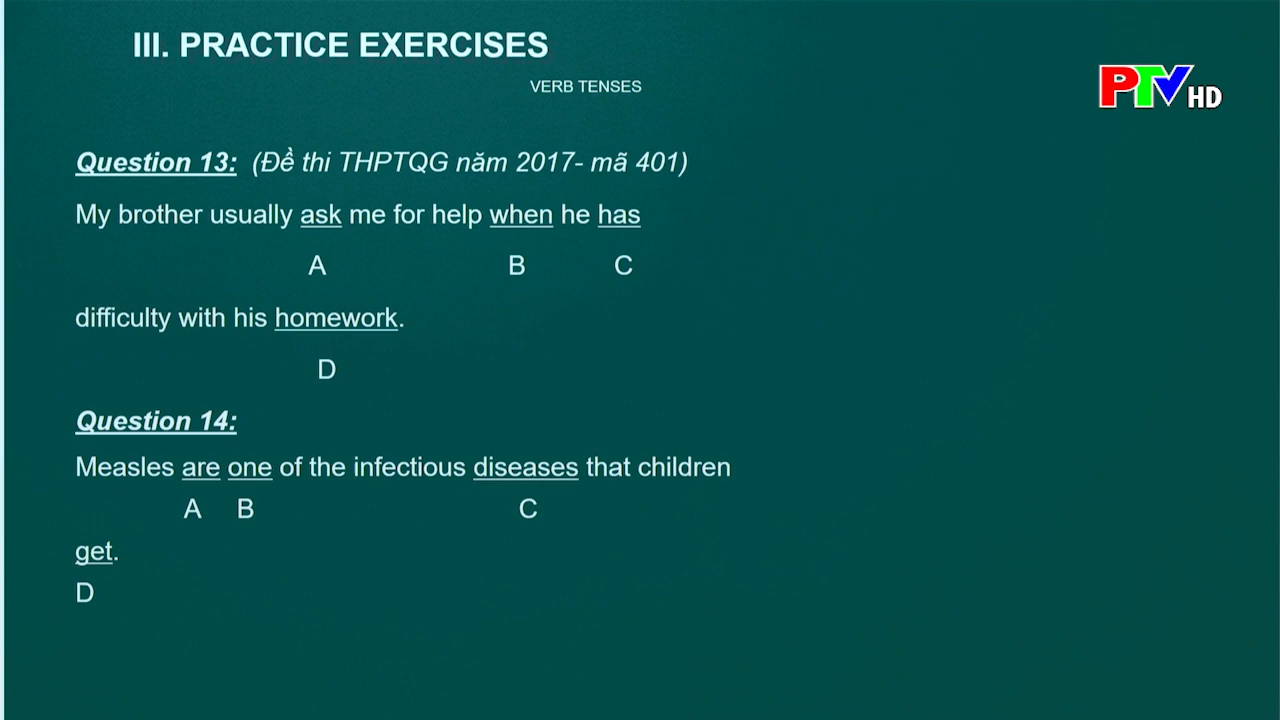 III. PRACTICE EXERCISES
VERB TENSES
PTV HD
Question 13: (Đề thi THPTQG năm 2017- mã 401)
My brother usually ask me for help when he has
A B C
difficulty with his homework.
D
Question 14:
Measles are one of the infectious diseases that children
A B C
get.
D